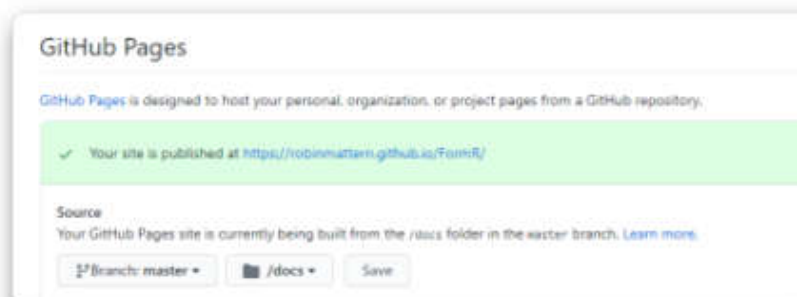 GitHub Pages
GitHub Pages is designed to host your personal, organization, or project pages from a GitHub repository.
Your site is published at https://robinmattern.github.io/FormR/
Source
Your GitHub Pages site is currently being built from the /docs folder in the master branch. Learn more.
Branch: master /docs Save